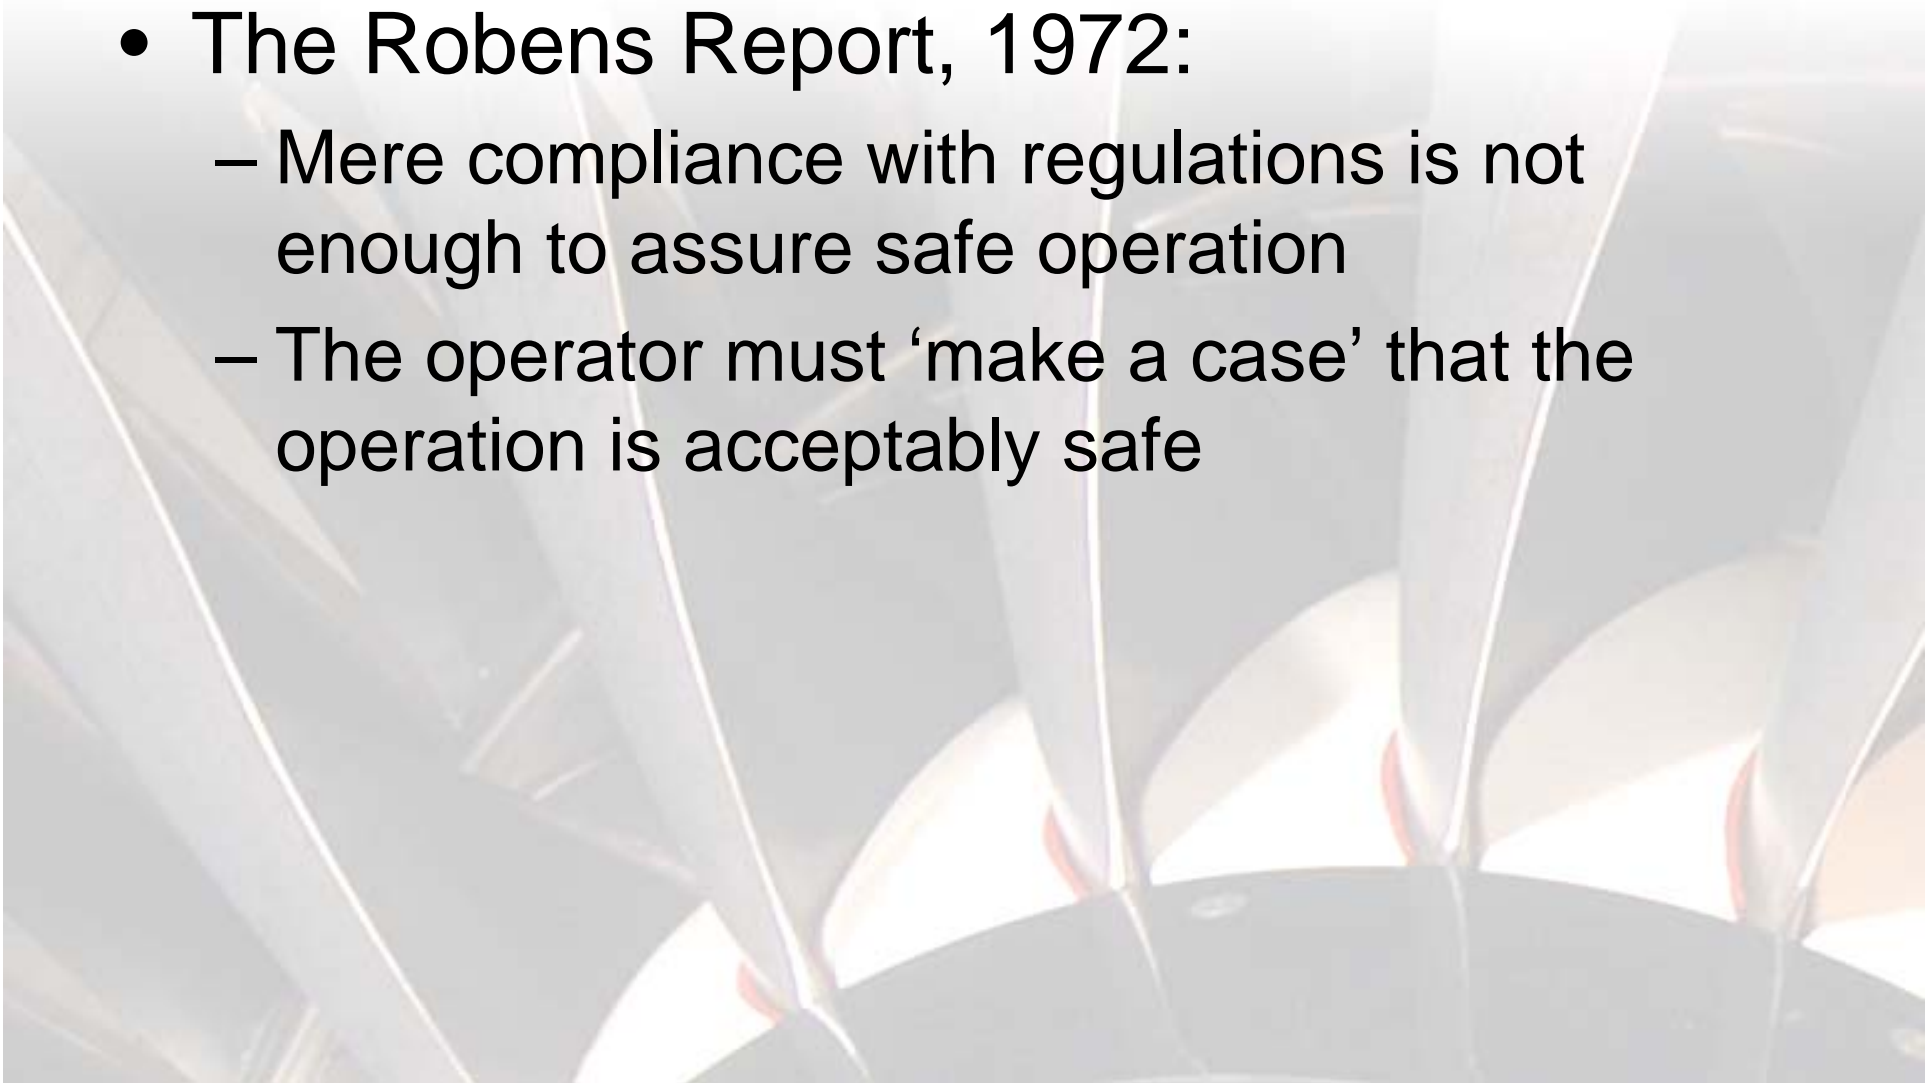 • The Robens Report, 1972:
– Mere compliance with regulations is not
enough to assure safe operation
– The operator must ‘make a case’ that the
operation is acceptably safe